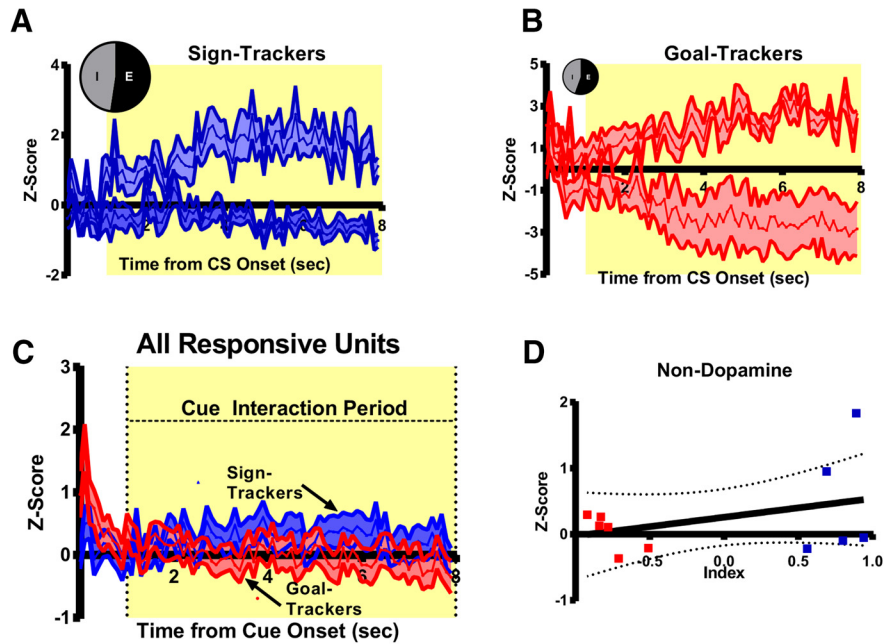 A
Sign-Trackers
I E
Z-Score
4
2
0
-2
2
4
6
8
Time from CS Onset (sec)
B
Goal-Trackers
I E
Z-Score
5
3
1
-1
-3
-5
2
4
6
8
Time from CS Onset (sec)
C
All Responsive Units
Cue Interaction Period
Sign-
Trackers
Goal-
Trackers
Z-Score
3
2
1
0
-1
2
4
6
8
Time from Cue Onset (sec)
D
Non-Dopamine
Z-Score
2
1
0
-1
-0.5
0.0
0.5
1.0
Index